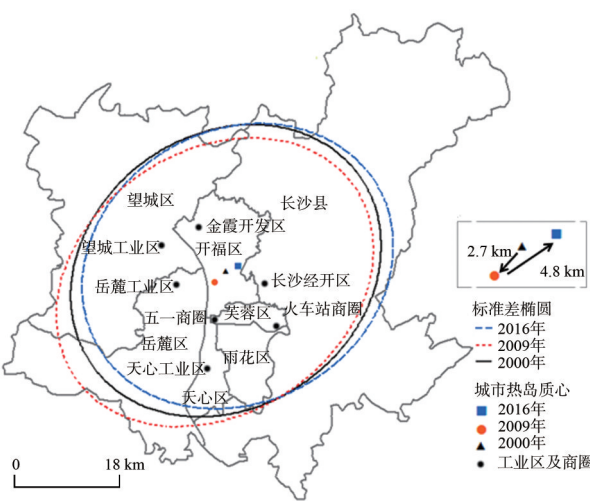 望城区
长沙县
金霞开发区
望城工业区
开福区
岳麓工业区
长沙经开区
五一商圈
芙蓉区
火车站商圈
岳麓区
雨花区
天心工业区
天心区
0 18 km
2.7 km
4.8 km
标准差椭圆
2016年
2009年
2000年
城市热岛质心
2016年
2009年
2000年
工业区及商圈